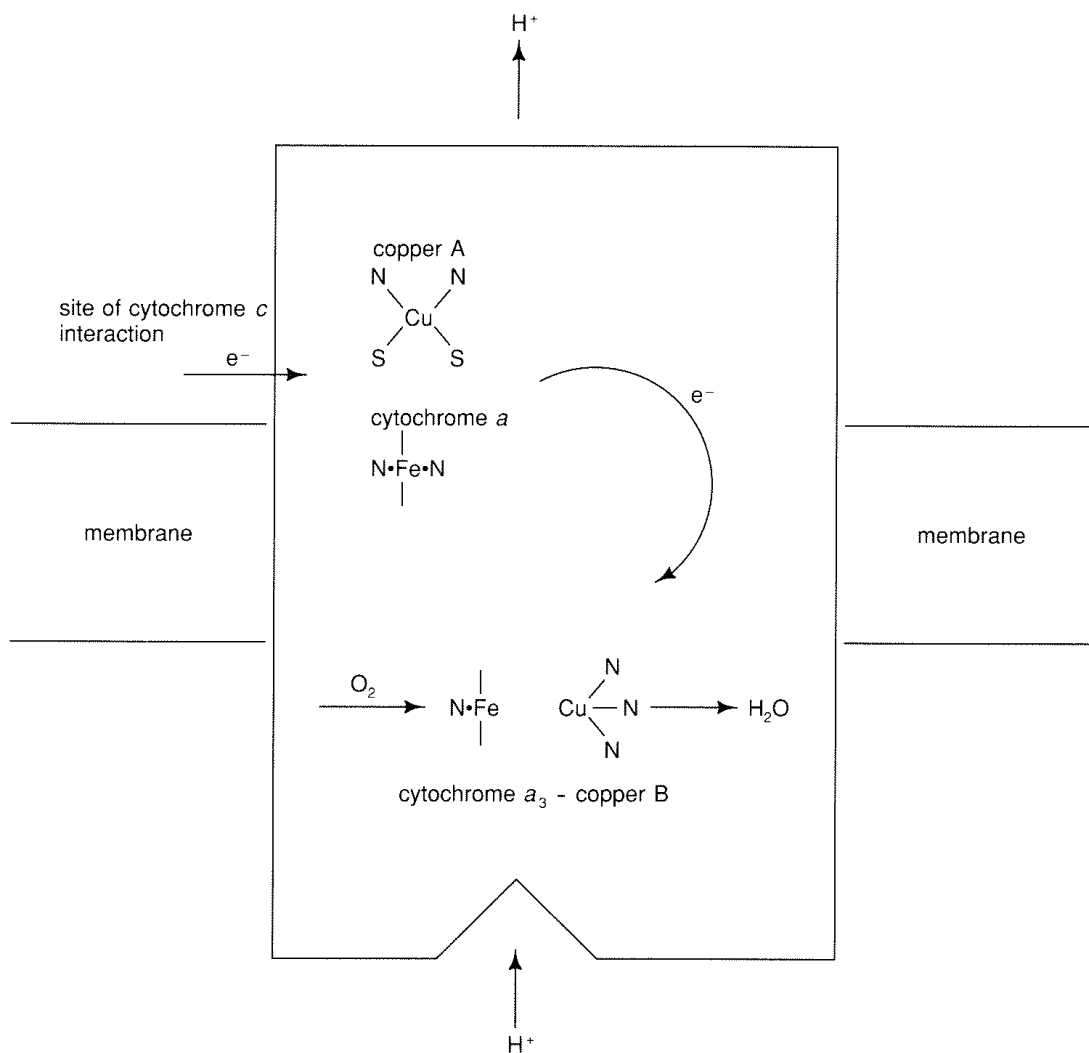 H⁺
copper A
N N
Cu
S S
site of cytochrome c
interaction
e⁻
e⁻
cytochrome a
N•Fe•N
membrane
membrane
O₂
N•Fe
N
Cu N
N
H₂O
cytochrome a₃ - copper B
H⁺